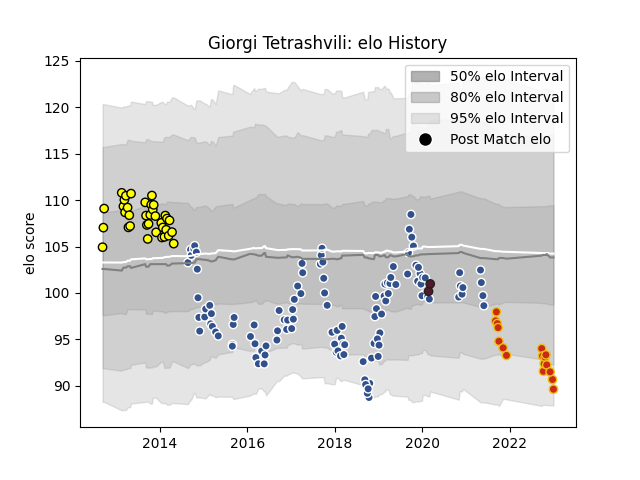 Giorgi Tetrashvili: elo History
50% elo Interval
80% elo Interval
95% elo Interval
Post Match elo
elo score
125
120
115
110
105
100
95
90
2014
2016
2018
2020
2022